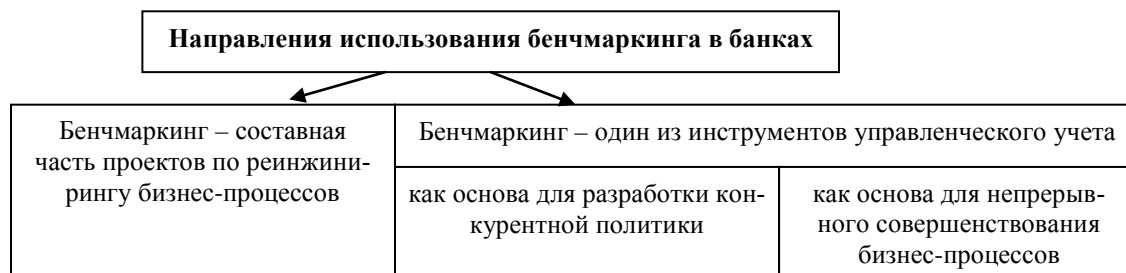 Направления использования бенчмаркинга в банках
Бенчмаркинг – составная
часть проектов по реинжини-
рингу бизнес-процессов
Бенчмаркинг – один из инструментов управленческого учета
как основа для разработки кон-
курентной политики
как основа для непрерыв-
ного совершенствования
бизнес-процессов